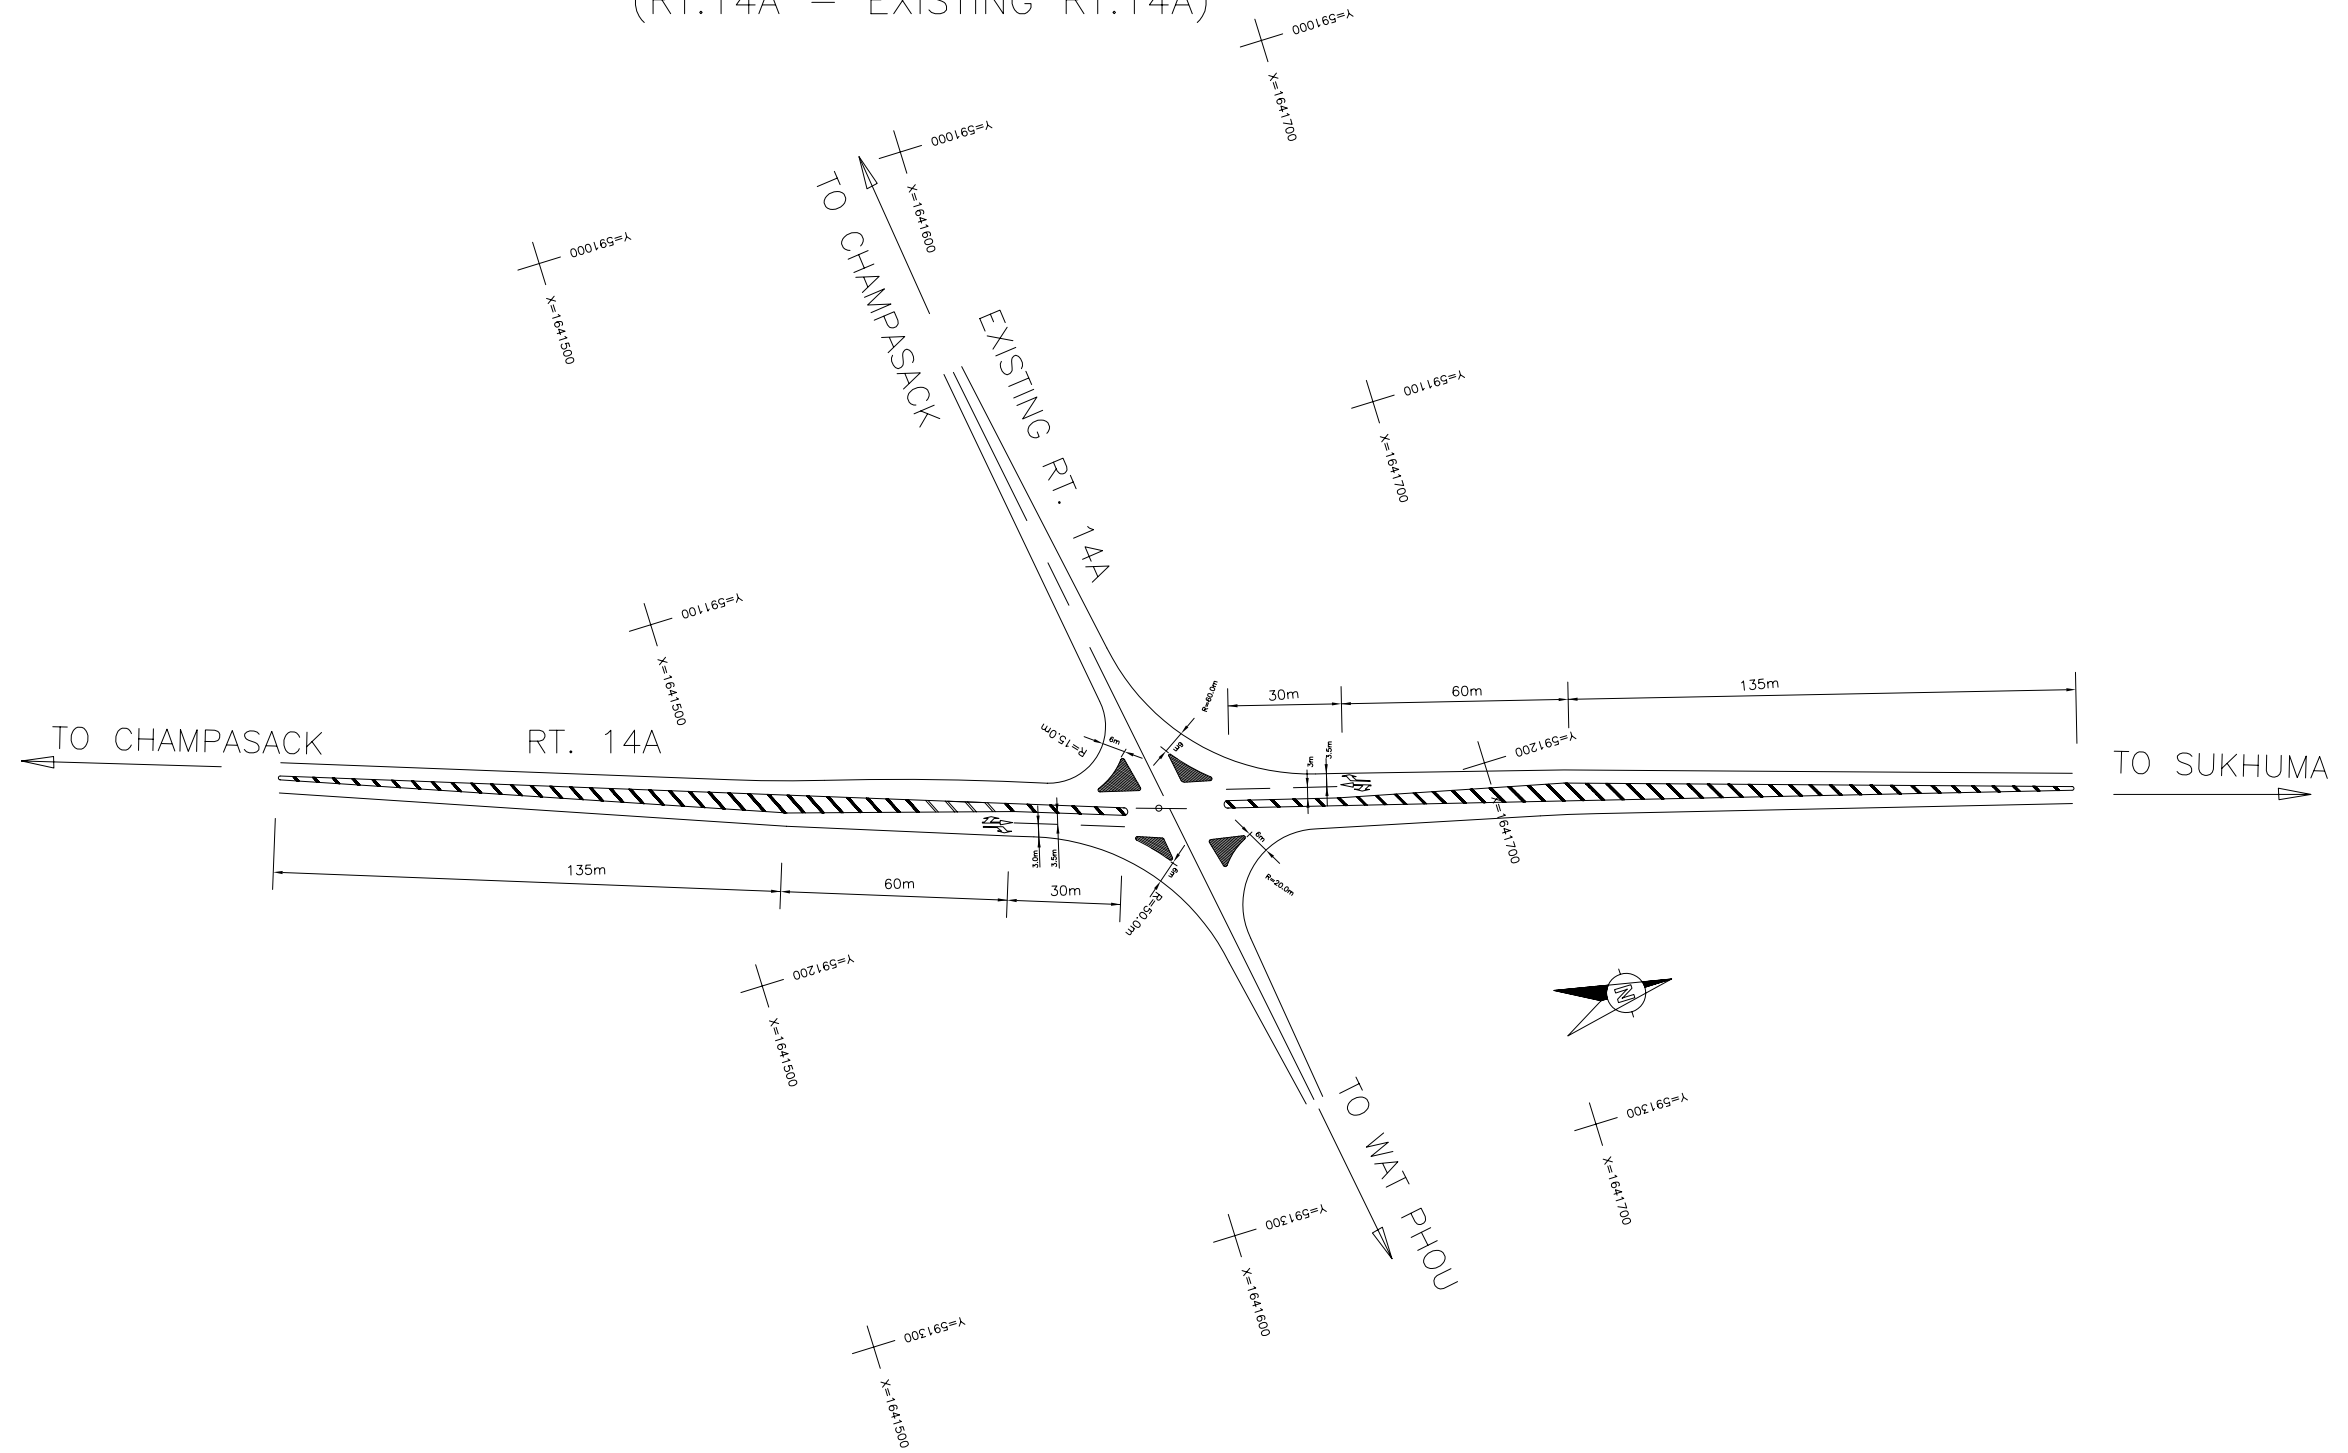 (RT.14A - EXISTING RT.14A)
Y=591000
X=1641700
Y=591000
X=1641600
TO CHAMPASACK
Y=591000
X=1641500
EXISTING RT. 14A
Y=591100
X=1641700
Y=591100
X=1641500
R=60.0m
30m
60m
135m
TO CHAMPASACK
RT. 14A
R=15.0m
6m
6m
3m
3.5m
Y=591200
X=1641700
TO SUKHUMA
3.0m
3.5m
6m
6m
R=20.0m
R=50.0m
135m
60m
30m
Y=591200
X=1641500
N
TO WAT PHOU
Y=591300
X=1641700
Y=591300
X=1641600
Y=591300
X=1641500